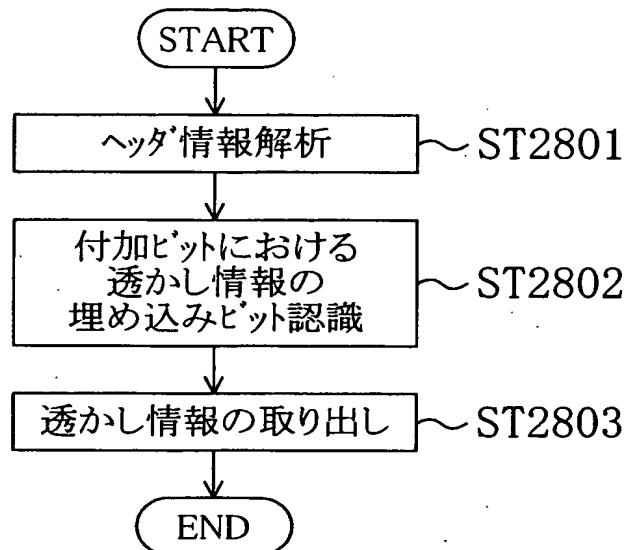 START
ヘッダ情報解析
ST2801
付加ビットにおける
透かし情報の
埋め込みビット認識
ST2802
透かし情報の取り出し
ST2803
END